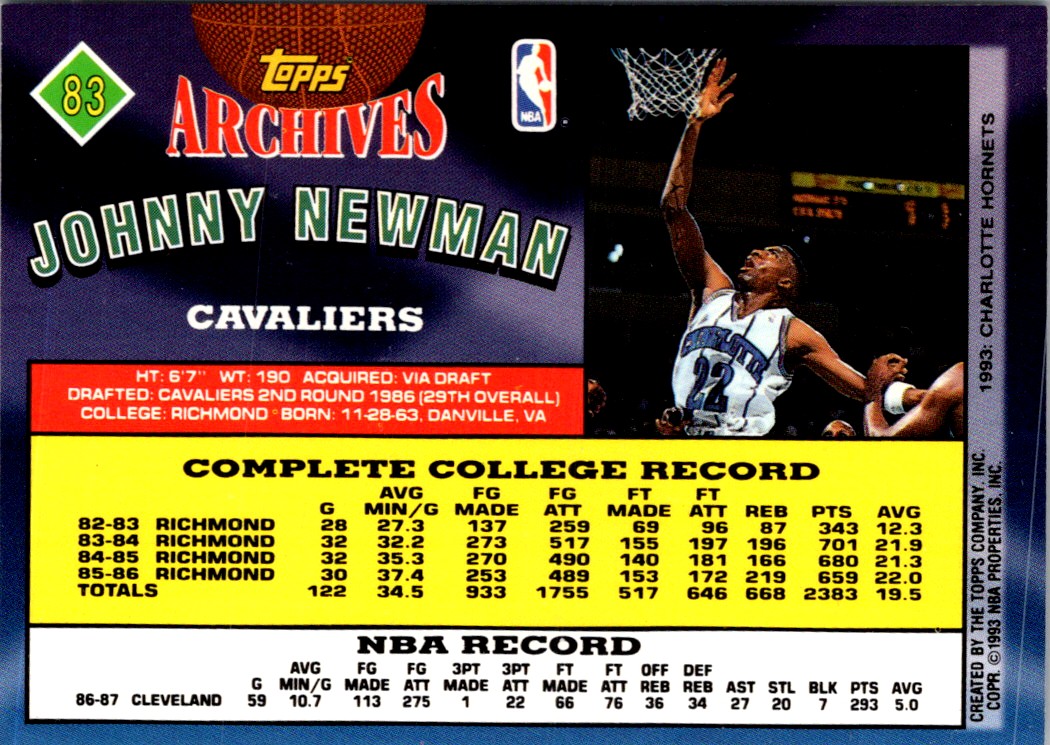 83
TOPPS
ARCHIVES
NBA
JOHNNY NEWMAN
CAVALIERS
HT: 6'7" WT: 190 ACQUIRED: VIA DRAFT
DRAFTED: CAVALIERS 2ND ROUND 1986 (29TH OVERALL)
COLLEGE: RICHMOND • BORN: 11-28-63, DANVILLE, VA
CHARLOTTE
22
1993: CHARLOTTE HORNETS
COMPLETE COLLEGE RECORD
AVG FG FG FT FT
G MIN/G MADE ATT MADE ATT REB PTS AVG
82-83 RICHMOND 28 27.3 137 259 69 96 87 343 12.3
83-84 RICHMOND 32 32.2 273 517 155 197 196 701 21.9
84-85 RICHMOND 32 35.3 270 490 140 181 166 680 21.3
85-86 RICHMOND 30 37.4 253 489 153 172 219 659 22.0
TOTALS 122 34.5 933 1755 517 646 668 2383 19.5
NBA RECORD
AVG FG FG 3PT 3PT FT FT OFF DEF
G MIN/G MADE ATT MADE ATT MADE ATT REB REB AST STL BLK PTS AVG
86-87 CLEVELAND 59 10.7 113 275 1 22 66 76 36 34 27 20 7 293 5.0
CREATED BY THE TOPPS COMPANY, INC.
COPR. ©1993 NBA PROPERTIES, INC.